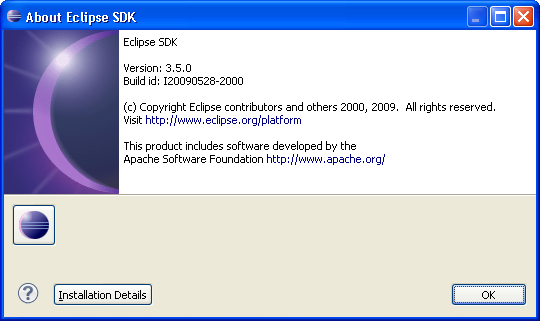 About Eclipse SDK
Eclipse SDK
Version: 3.5.0
Build id: I20090528-2000
(c) Copyright Eclipse contributors and others 2000, 2009.  All rights reserved.
Visit http://www.eclipse.org/platform
This product includes software developed by the
Apache Software Foundation http://www.apache.org/
?
Installation Details
OK